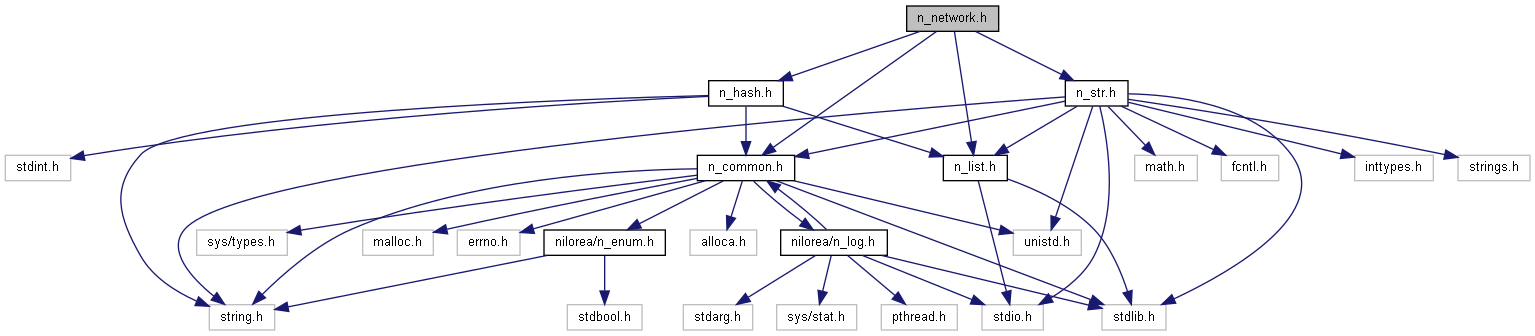 n_network.h
n_hash.h
n_str.h
stdint.h
n_common.h
n_list.h
math.h
fcntl.h
inttypes.h
strings.h
sys/types.h
malloc.h
errno.h
nilorea/n_enum.h
alloca.h
nilorea/n_log.h
unistd.h
string.h
stdbool.h
stdarg.h
sys/stat.h
pthread.h
stdio.h
stdlib.h